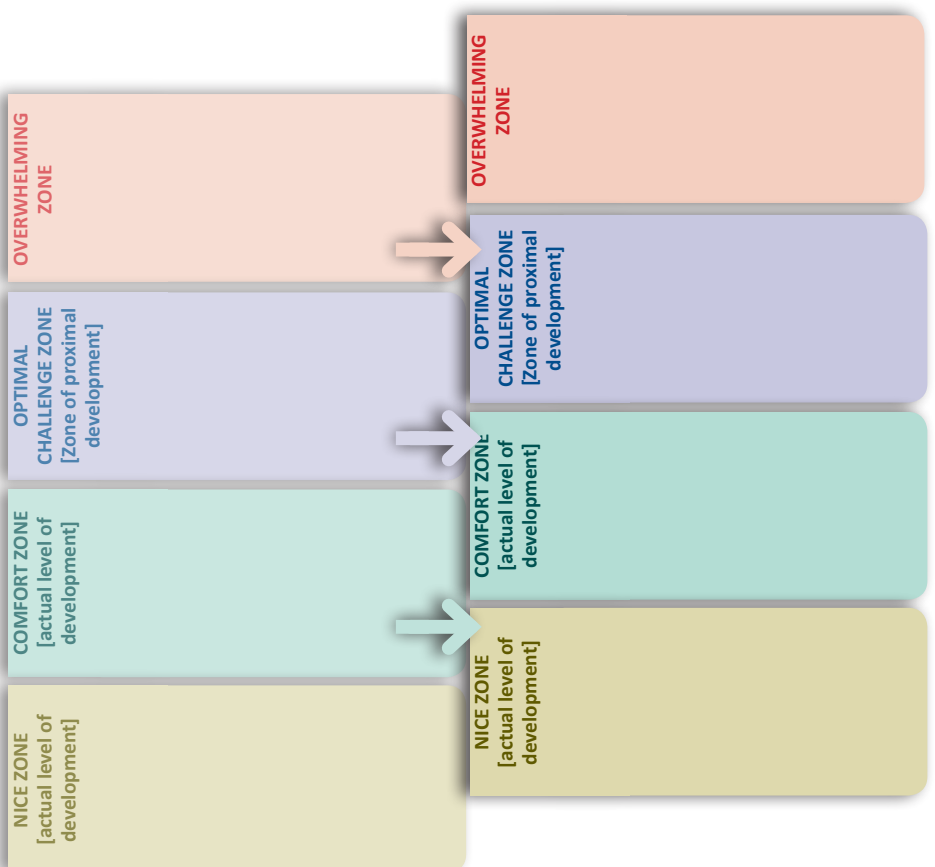 OVERWHELMING
ZONE
OPTIMAL
CHALLENGE ZONE
[Zone of proximal
development]
COMFORT ZONE
[actual level of
development]
NICE ZONE
[actual level of
development]
OVERWHELMING
ZONE
OPTIMAL
CHALLENGE ZONE
[Zone of proximal
development]
COMFORT ZONE
[actual level of
development]
NICE ZONE
[actual level of
development]